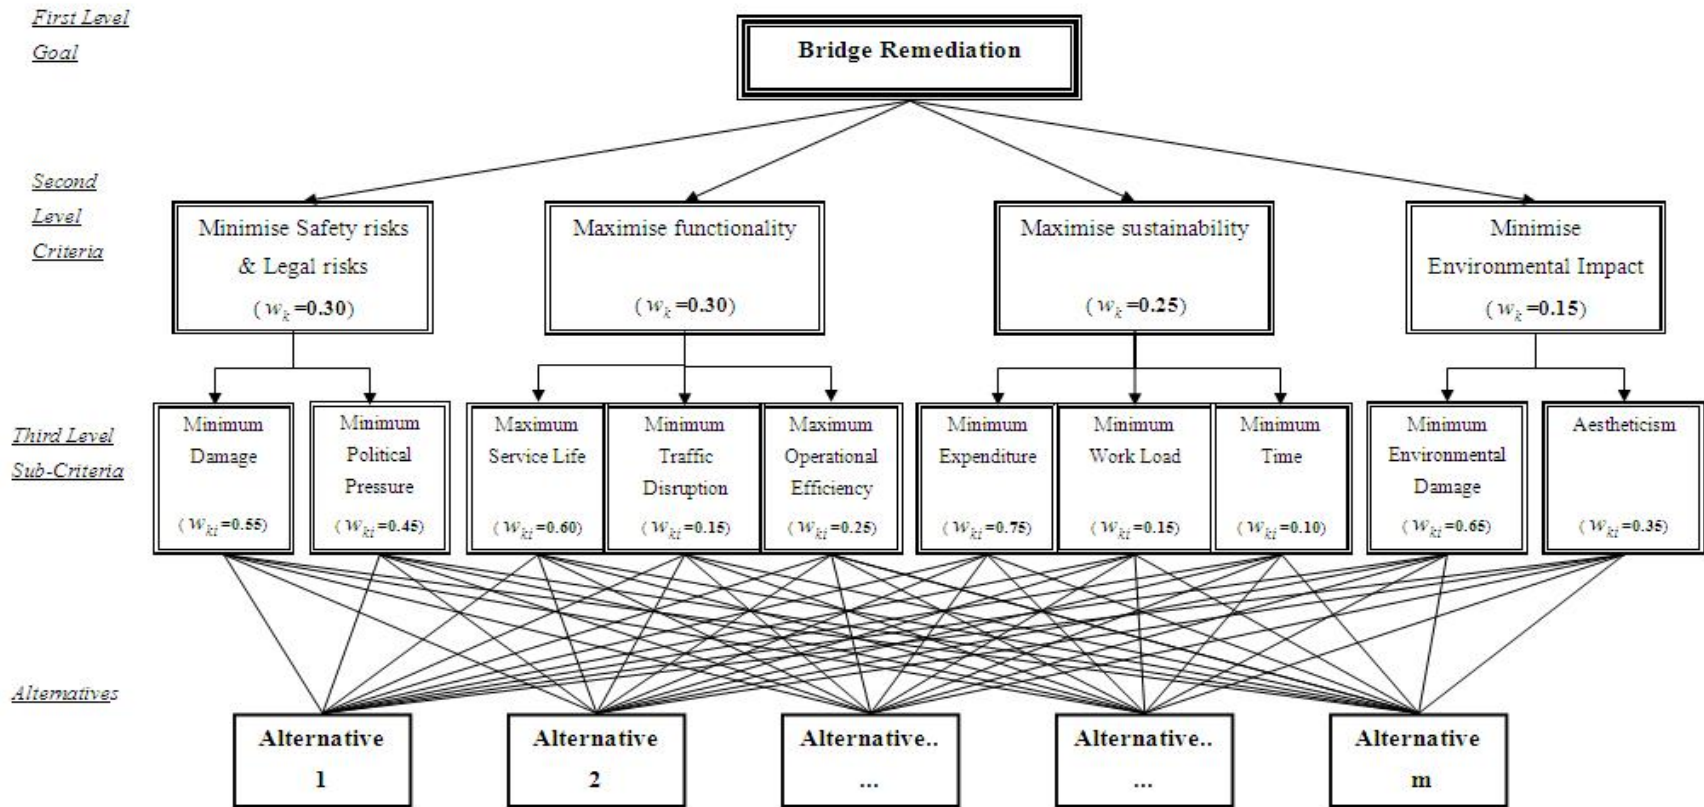 First Level
Goal
Bridge Remediation
Second
Level
Criteria
Minimise Safety risks
& Legal risks
(wk=0.30)
Maximise functionality
(wk=0.30)
Maximise sustainability
(wk=0.25)
Minimise
Environmental Impact
(wk=0.15)
Third Level
Sub-Criteria
Minimum
Damage
(wki=0.55)
Minimum
Political
Pressure
(wki=0.45)
Maximum
Service Life
(wki=0.60)
Minimum
Traffic
Disruption
(wki=0.15)
Maximum
Operational
Efficiency
(wki=0.25)
Minimum
Expenditure
(wki=0.75)
Minimum
Work Load
(wki=0.15)
Minimum
Time
(wki=0.10)
Minimum
Environmental
Damage
(wki=0.65)
Aestheticism
(wki=0.35)
Alternatives
Alternative
1
Alternative
2
Alternative..
...
Alternative..
...
Alternative
m